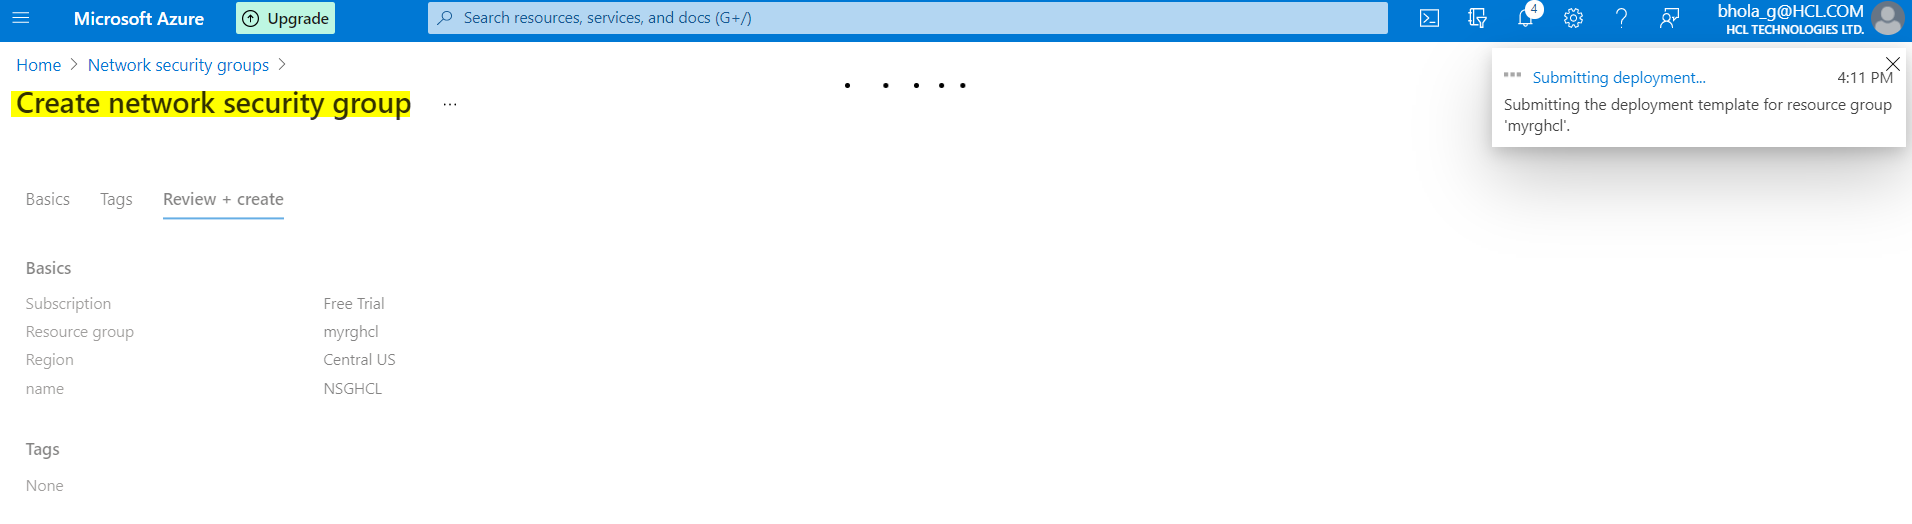 Microsoft Azure
Upgrade
Search resources, services, and docs (G+/)
4
bhola_g@HCL.COM
HCL TECHNOLOGIES LTD.
Home > Network security groups >
Create network security group ...
Submitting deployment... 4:11 PM
Submitting the deployment template for resource group
'myrghcl'.
Basics Tags Review + create
Basics
Subscription Free Trial
Resource group myrghcl
Region Central US
name NSGHCL
Tags
None